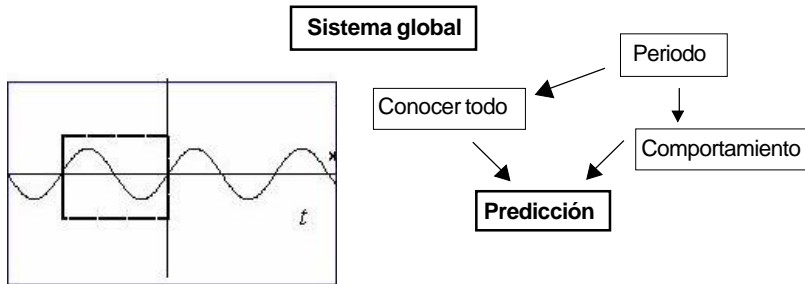 Sistema global
Periodo
Conocer todo
Comportamiento
Predicción
x
t